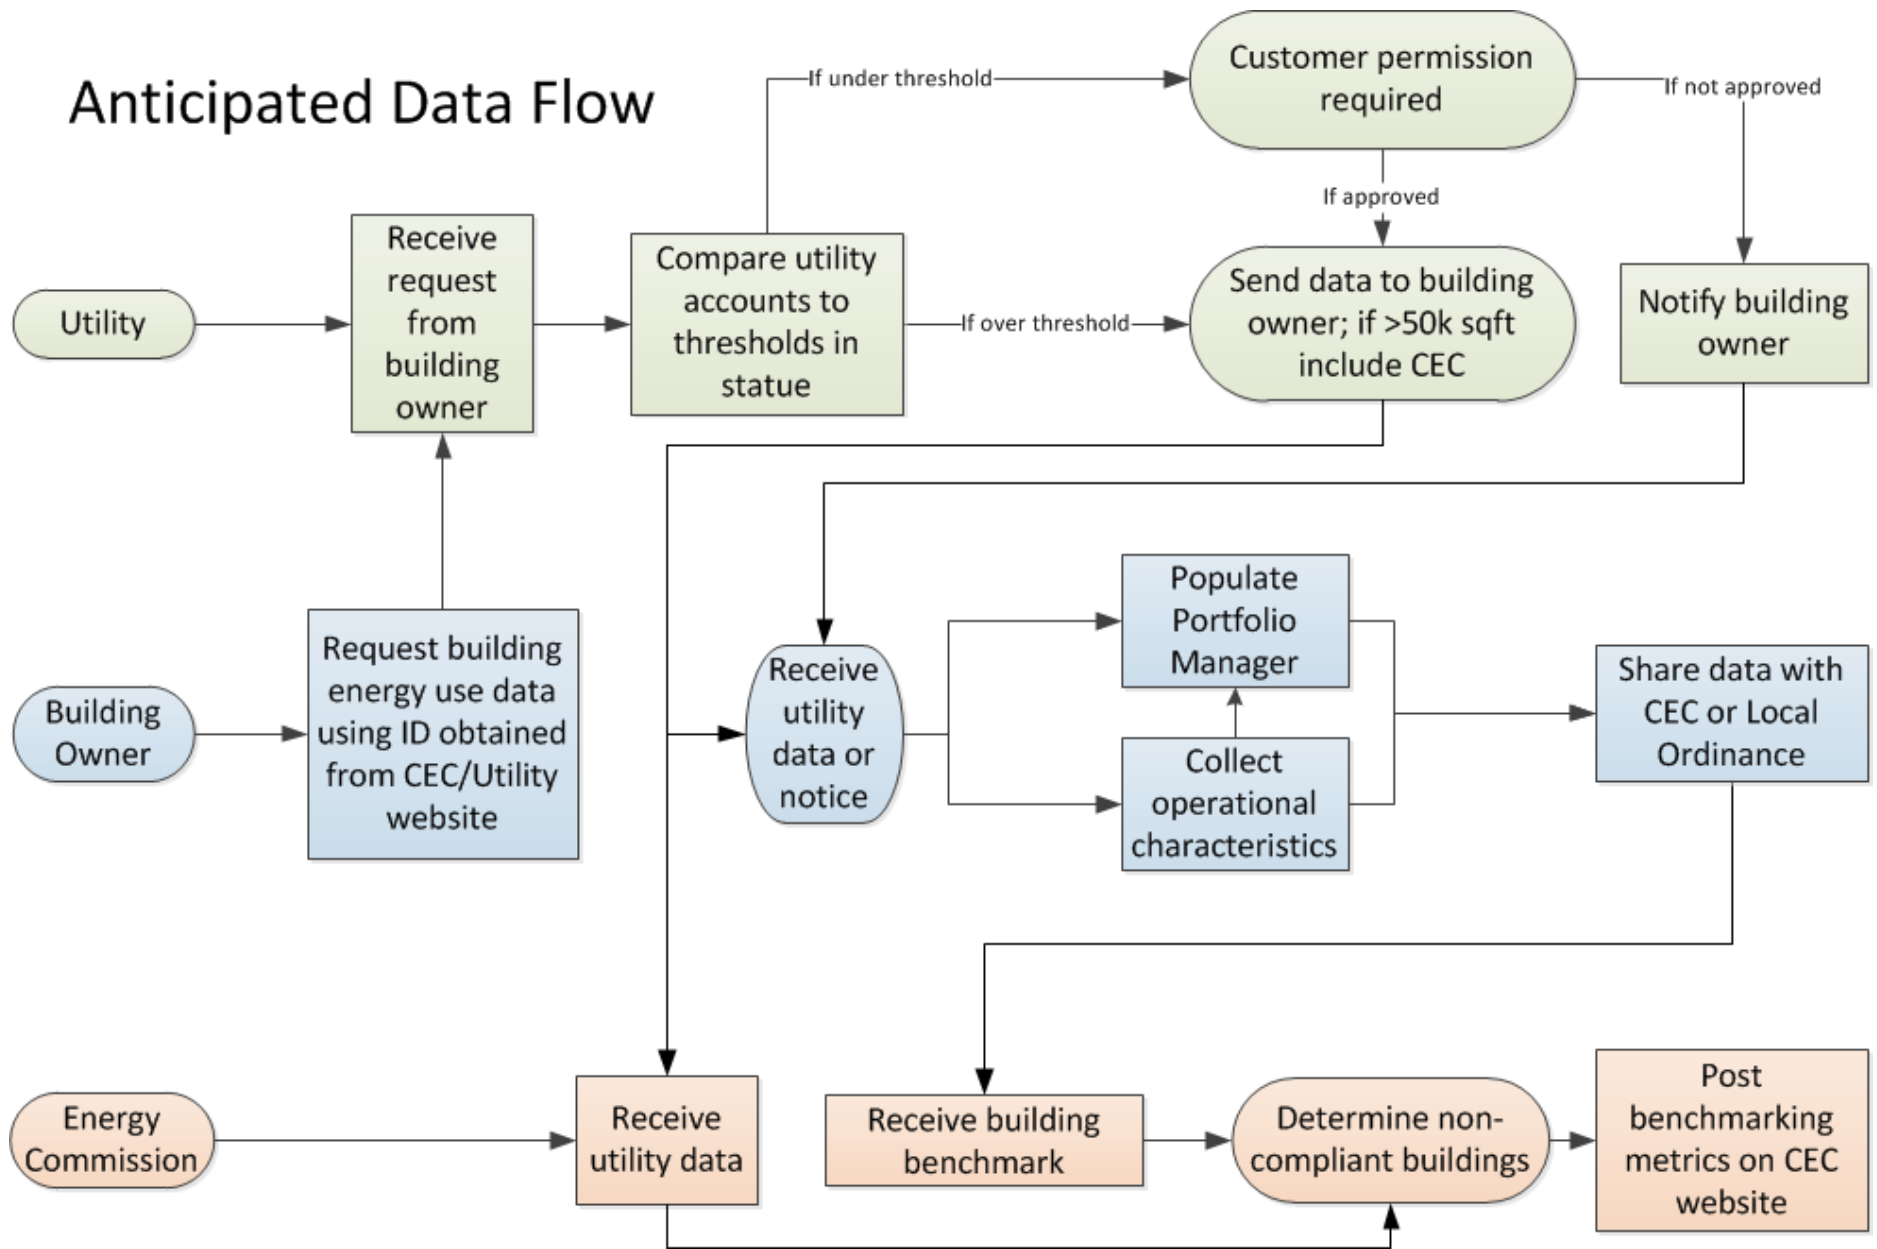 Anticipated Data Flow
If under threshold
Customer permission
required
If not approved
If approved
Utility
Receive
request
from
building
owner
Compare utility
accounts to
thresholds in
statue
If over threshold
Send data to building
owner; if >50k sqft
include CEC
Notify building
owner
Building
Owner
Request building
energy use data
using ID obtained
from CEC/Utility
website
Receive
utility
data or
notice
Populate
Portfolio
Manager
Collect
operational
characteristics
Share data with
CEC or Local
Ordinance
Energy
Commission
Receive
utility data
Receive building
benchmark
Determine non-
compliant buildings
Post
benchmarking
metrics on CEC
website